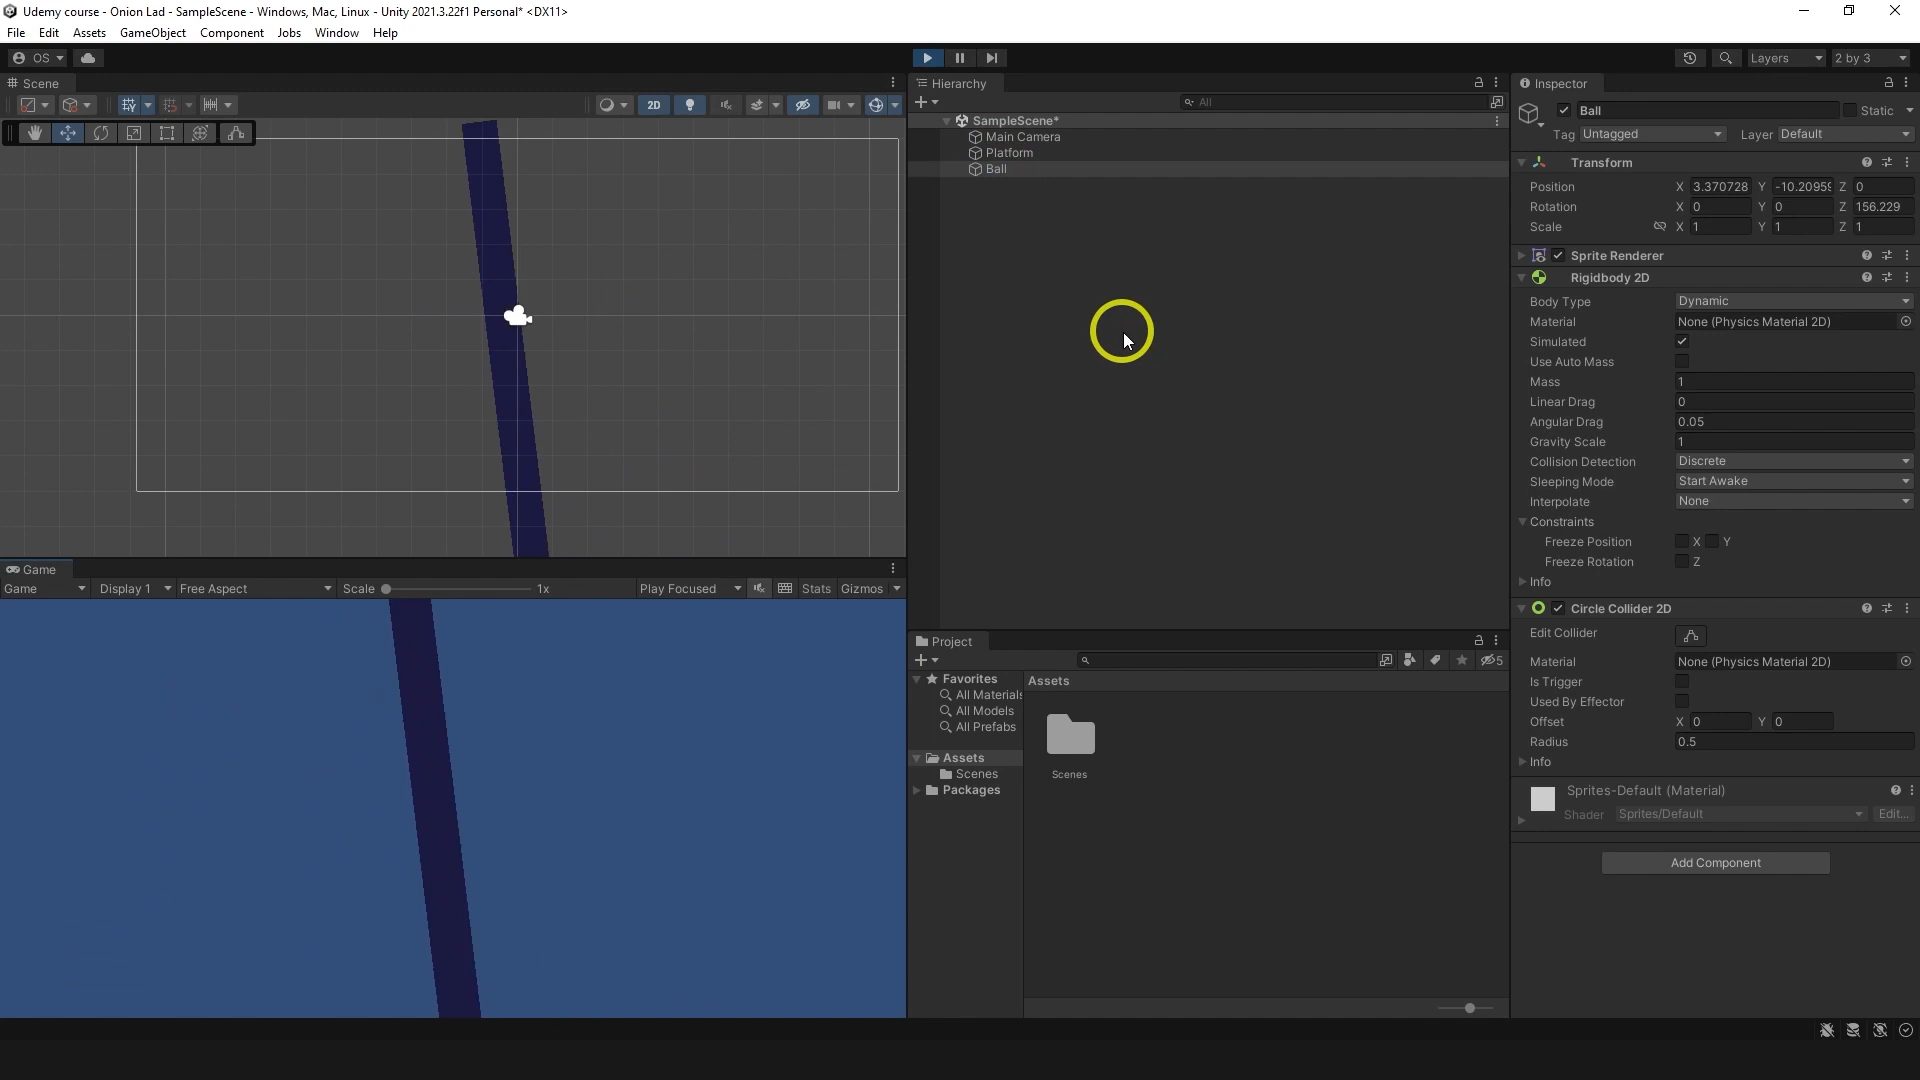 Udemy course - Onion Lad - SampleScene - Windows, Mac, Linux - Unity 2021.3.22f1 Personal* <DX11>
File Edit Assets GameObject Component Jobs Window Help
OS
Layers
2 by 3
Scene
2D
Hierarchy
All
SampleScene*
Main Camera
Platform
Ball
Inspector
Ball
Static
Tag Untagged Layer Default
Transform
Position X 3.370728 Y -10.2095 Z 0
Rotation X 0 Y 0 Z 156.229
Scale X 1 Y 1 Z 1
Sprite Renderer
Rigidbody 2D
Body Type Dynamic
Material None (Physics Material 2D)
Simulated
Use Auto Mass
Mass 1
Linear Drag 0
Angular Drag 0.05
Gravity Scale 1
Collision Detection Discrete
Sleeping Mode Start Awake
Interpolate None
Constraints
Freeze Position X Y
Freeze Rotation Z
Info
Circle Collider 2D
Edit Collider
Material None (Physics Material 2D)
Is Trigger
Used By Effector
Offset X 0 Y 0
Radius 0.5
Info
Sprites-Default (Material)
Shader Sprites/Default Edit...
Add Component
Game
Game Display 1 Free Aspect Scale 1x Play Focused Stats Gizmos
Project
5
Favorites
All Materials
All Models
All Prefabs
Assets
Scenes
Packages
Assets
Scenes